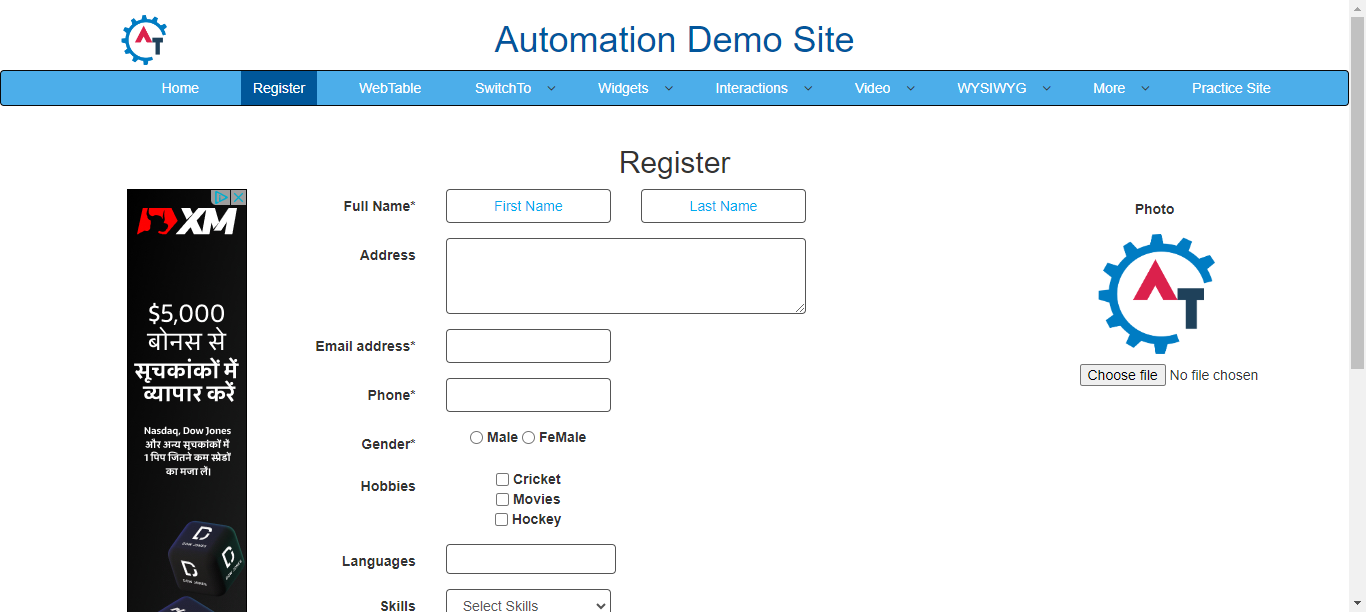 AT
Automation Demo Site
Home Register WebTable SwitchTo Widgets Interactions Video WYSIWYG More Practice Site
Register
XM
$5,000
बोनस से
सूचकांकों में
व्यापार करें
Nasdaq, Dow Jones
और अन्य सूचकांकों में
1 पिप जितने कम स्प्रेडों
का मजा लें।
Full Name* First Name Last Name
Address
Email address*
Phone*
Gender* Male FeMale
Hobbies Cricket
Movies
Hockey
Languages
Skills Select Skills
Photo
AT
Choose file No file chosen